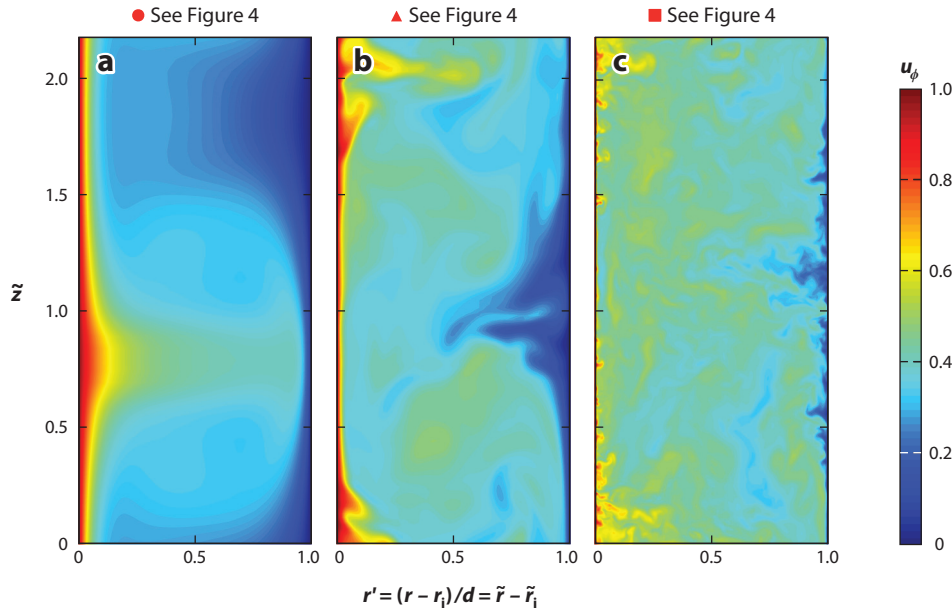 ● See Figure 4
▲ See Figure 4
■ See Figure 4
a
b
c
u_ϕ
2.0
1.5
1.0
0.5
0
z̃
0
0.5
1.0
0
0.5
1.0
0
0.5
1.0
1.0
0.8
0.6
0.4
0.2
0
r' = (r – r_i)/d = r̃ – r̃_i